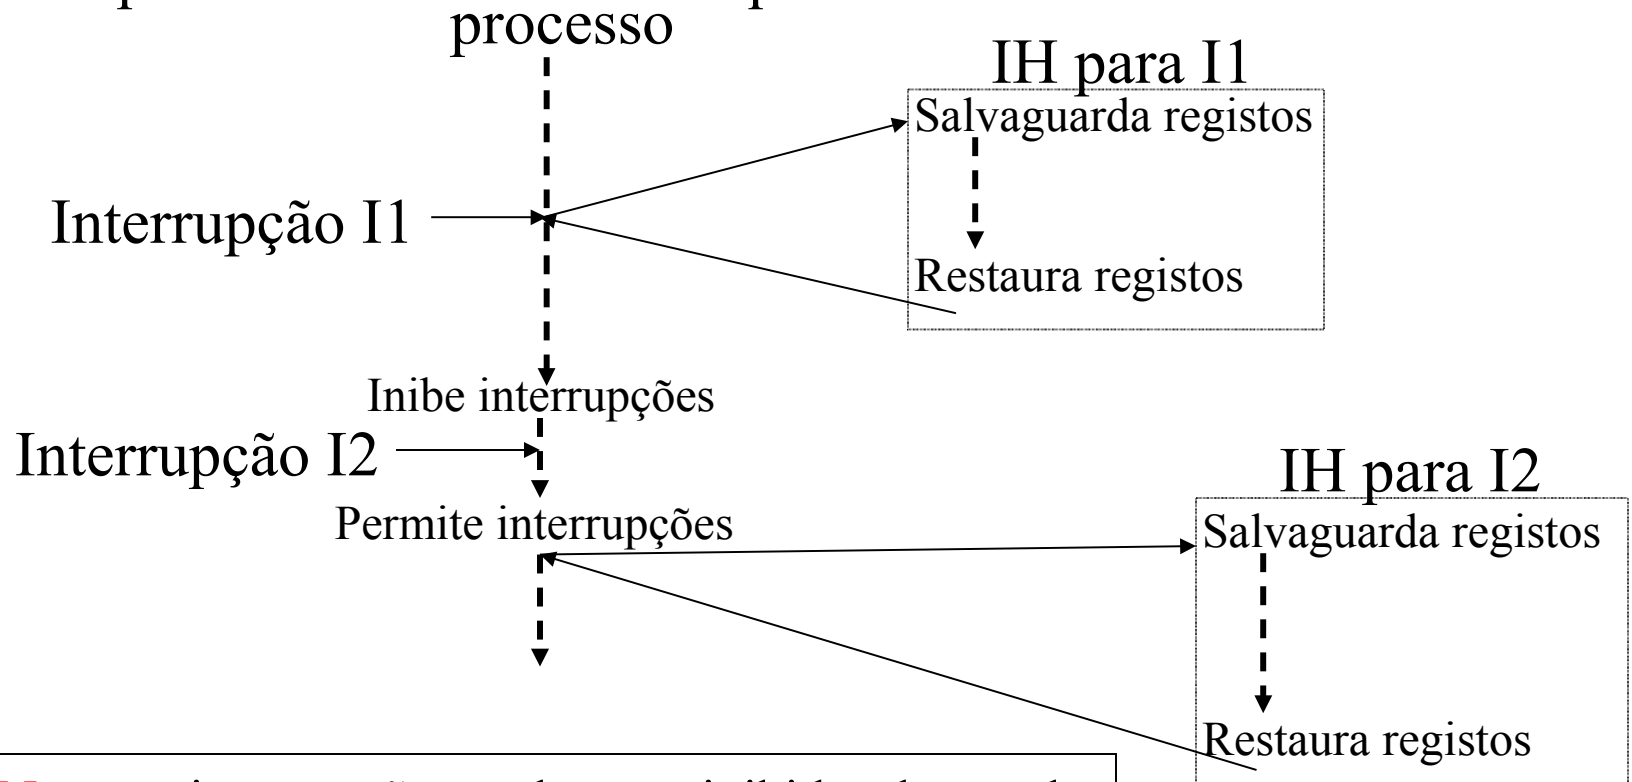 processo
IH para I1
Salvaguarda registos
Interrupção I1
Restaura registos
Inibe interrupções
Interrupção I2
IH para I2
Permite interrupções
Salvaguarda registos
Restaura registos